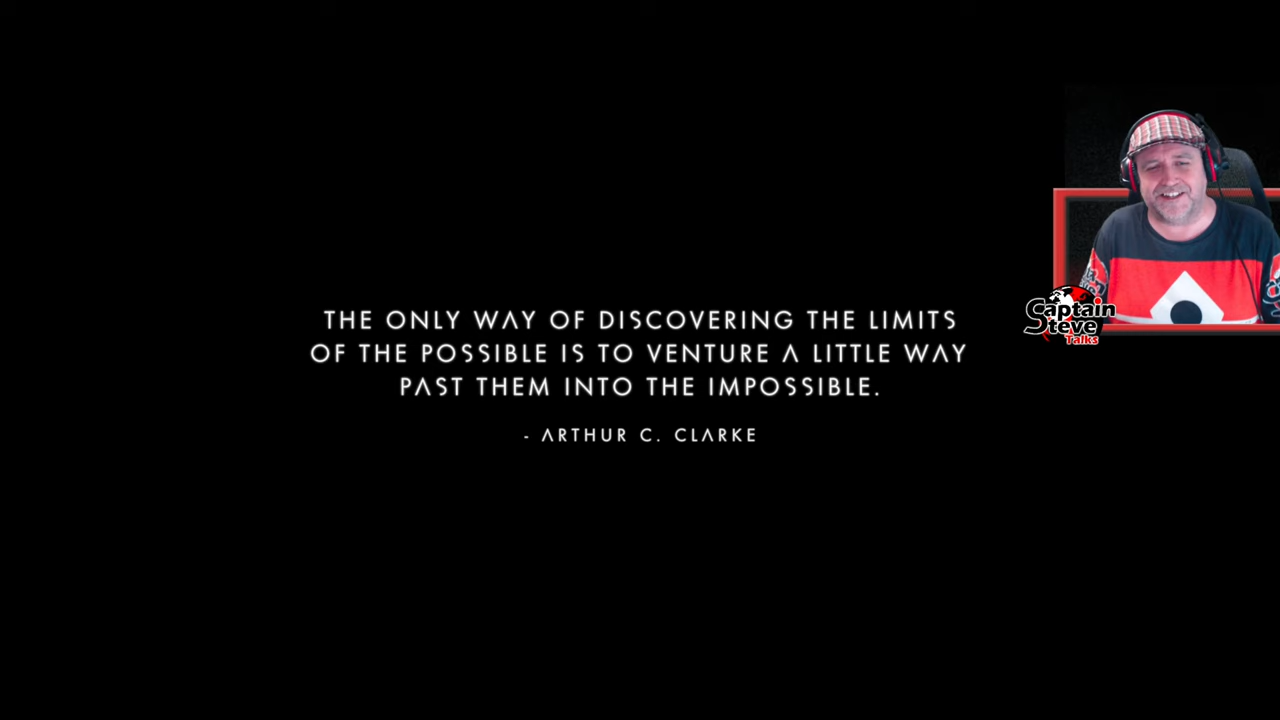 THE ONLY WAY OF DISCOVERING THE LIMITS
OF THE POSSIBLE IS TO VENTURE A LITTLE WAY
PAST THEM INTO THE IMPOSSIBLE.
- ARTHUR C. CLARKE
Captain
Steve
Talks